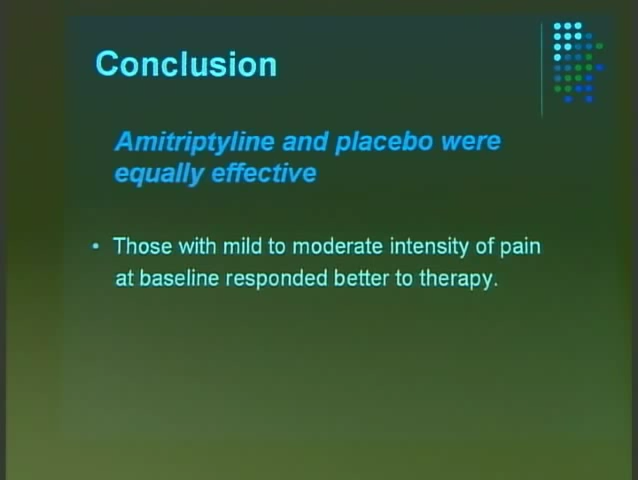 Conclusion
Amitriptyline and placebo were
equally effective
• Those with mild to moderate intensity of pain
at baseline responded better to therapy.